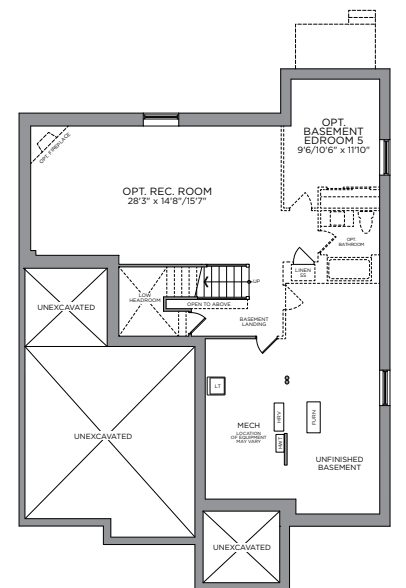 OPT.
BASEMENT
EDROOM 5
9'6/10'6" x 11'10"
OPT. FIREPLACE
OPT. REC. ROOM
28'3" x 14'8"/15'7"
OPT.
BATHROOM
LINEN
SS
UNEXCAVATED
LOW
HEADROOM
UP
OPEN TO ABOVE
BASEMENT
LANDING
LT
MECH
LOCATION
OF EQUIPMENT
MAY VARY
HRV
FURN
HWT
UNEXCAVATED
UNFINISHED
BASEMENT
UNEXCAVATED